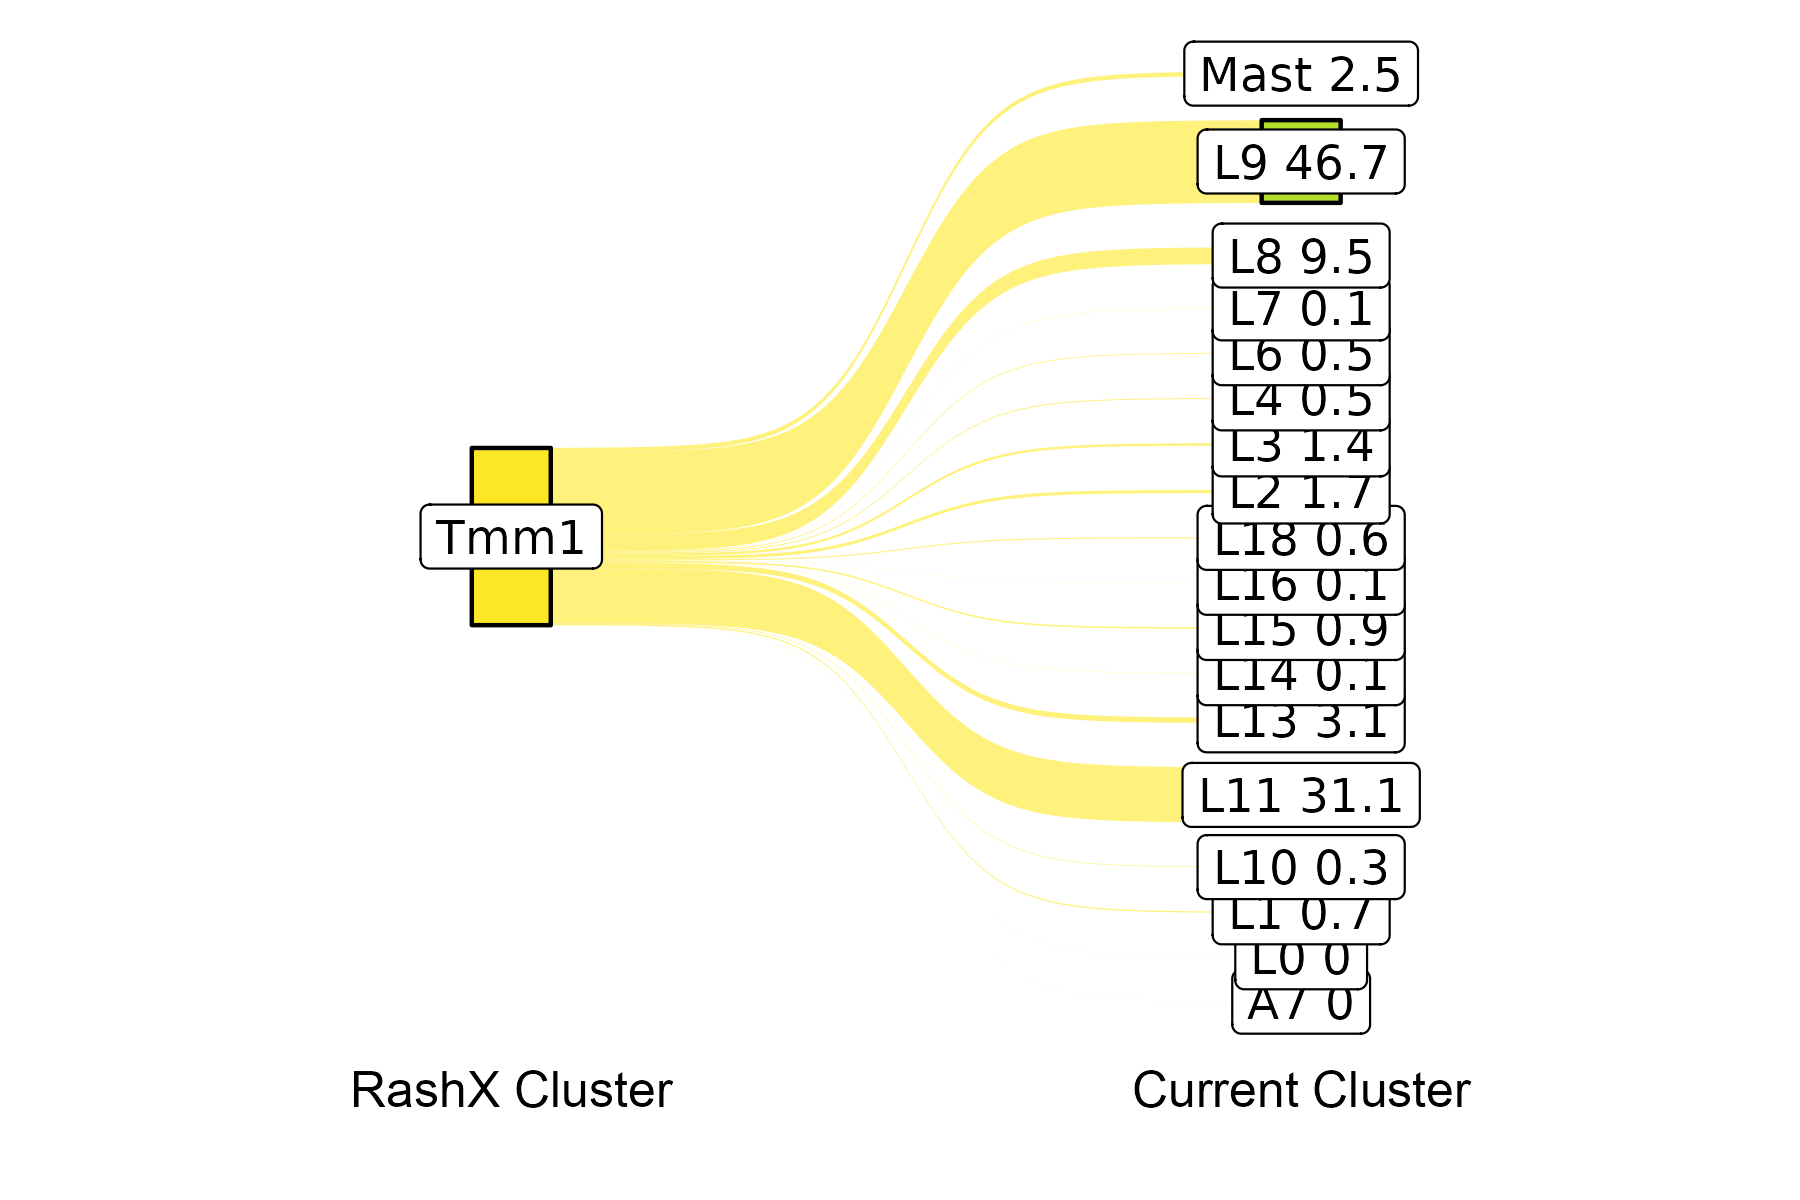 Mast 2.5
L9 46.7
L8 9.5
L7 0.1
L6 0.5
L4 0.5
L3 1.4
L2 1.7
Tmm1
L18 0.6
L16 0.1
L15 0.9
L14 0.1
L13 3.1
L11 31.1
L10 0.3
L1 0.7
L0 0
A7 0
RashX Cluster
Current Cluster